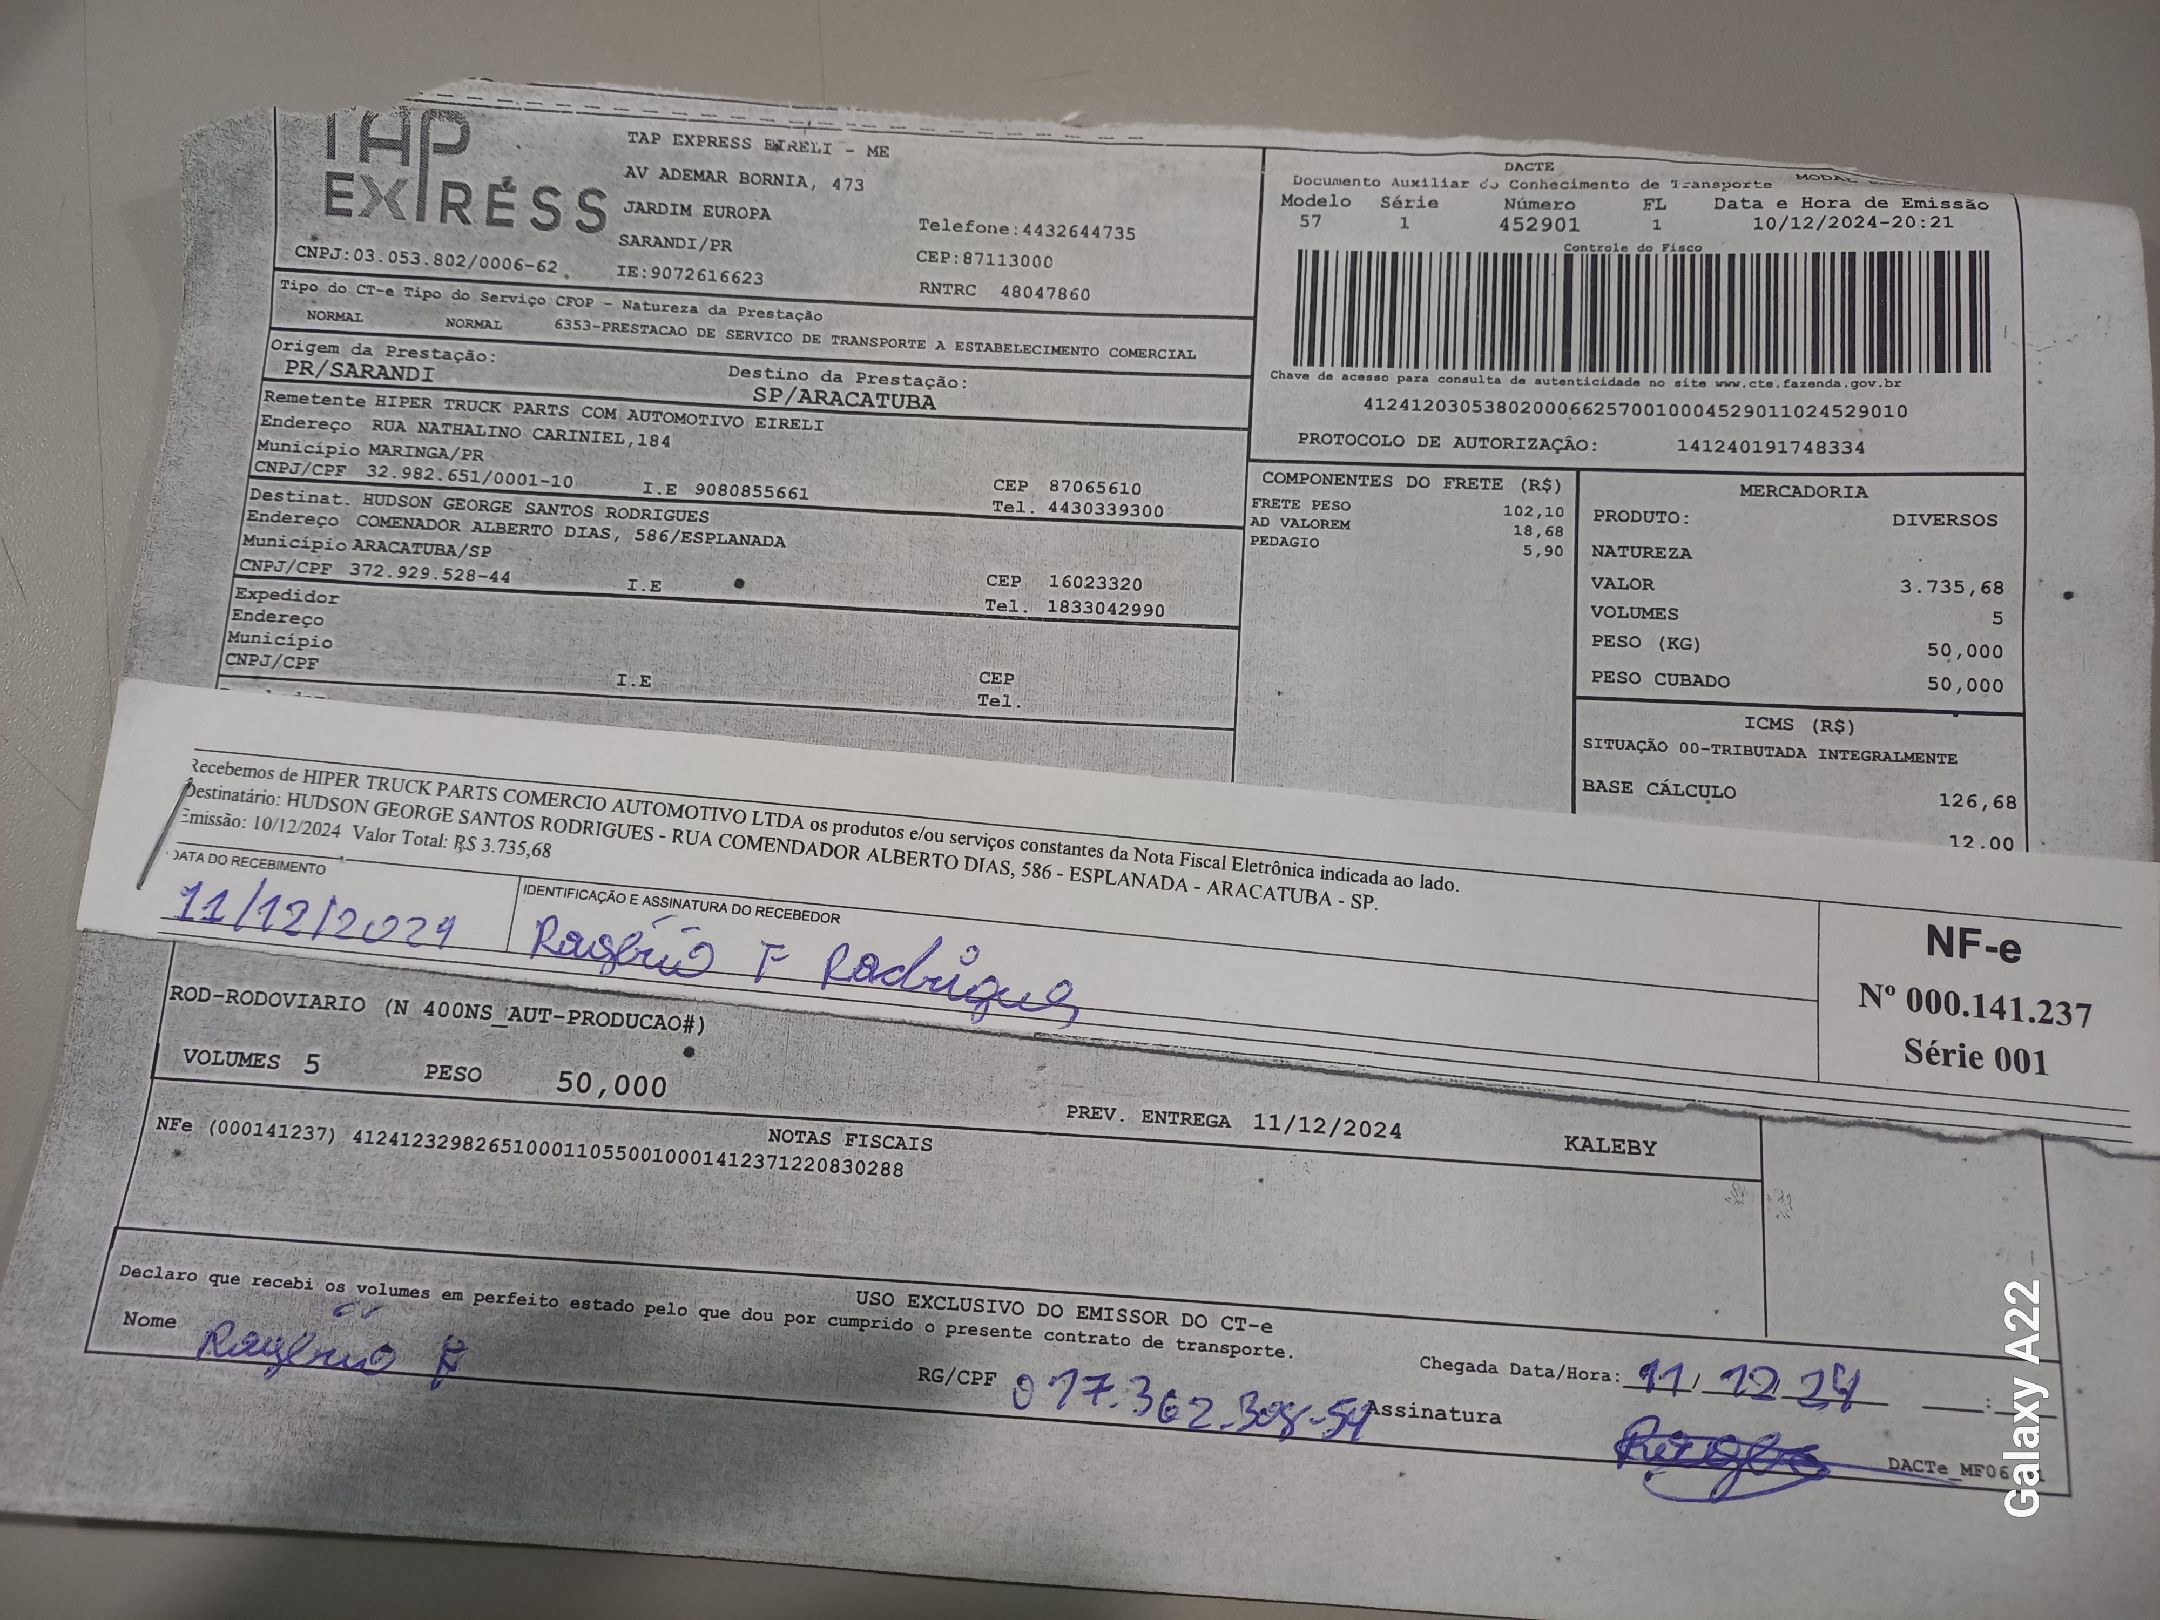 TAP EXPRESS
TAP EXPRESS EIRELI - ME
AV ADEMAR BORNIA, 473
JARDIM EUROPA
SARANDI/PR
Telefone:4432644735
CEP:87113000
CNPJ:03.053.802/0006-62
IE:9072616623
RNTRC 48047860
DACTE
Documento Auxiliar do Conhecimento de Transporte
Modelo Série Número FL Data e Hora de Emissão
57 1 452901 1 10/12/2024-20:21
Controle do Fisco
Chave de acesso para consulta de autenticidade no site www.cte.fazenda.gov.br
41241203053802000662570010004529011024529010
PROTOCOLO DE AUTORIZAÇÃO: 141240191748334
Tipo do CT-e Tipo do Serviço CFOP - Natureza da Prestação
NORMAL NORMAL 6353-PRESTACAO DE SERVICO DE TRANSPORTE A ESTABELECIMENTO COMERCIAL
Origem da Prestação: Destino da Prestação:
PR/SARANDI SP/ARACATUBA
Remetente HIPER TRUCK PARTS COM AUTOMOTIVO EIRELI
Endereço RUA NATHALINO CARINIEL,184
Município MARINGA/PR CEP 87065610
CNPJ/CPF 32.982.651/0001-10 I.E 9080855661 Tel. 4430339300
Destinat. HUDSON GEORGE SANTOS RODRIGUES
Endereço COMENADOR ALBERTO DIAS, 586/ESPLANADA
Município ARACATUBA/SP CEP 16023320
CNPJ/CPF 372.929.528-44 I.E Tel. 1833042990
Expedidor
Endereço
Município CEP
CNPJ/CPF I.E Tel.
COMPONENTES DO FRETE (R$)
FRETE PESO 102,10
AD VALOREM 18,68
PEDAGIO 5,90
MERCADORIA
PRODUTO: DIVERSOS
NATUREZA
VALOR 3.735,68
VOLUMES 5
PESO (KG) 50,000
PESO CUBADO 50,000
ICMS (R$)
SITUAÇÃO 00-TRIBUTADA INTEGRALMENTE
BASE CÁLCULO 126,68
12.00
Recebemos de HIPER TRUCK PARTS COMERCIO AUTOMOTIVO LTDA os produtos e/ou serviços constantes da Nota Fiscal Eletrônica indicada ao lado.
Destinatário: HUDSON GEORGE SANTOS RODRIGUES - RUA COMENDADOR ALBERTO DIAS, 586 - ESPLANADA - ARACATUBA - SP.
Emissão: 10/12/2024 Valor Total: R$ 3.735,68
DATA DO RECEBIMENTO IDENTIFICAÇÃO E ASSINATURA DO RECEBEDOR
11/12/2024 Rogério F Rodrigues
NF-e
Nº 000.141.237
Série 001
ROD-RODOVIARIO (N 400NS_AUT-PRODUCAO#)
VOLUMES 5 PESO 50,000 PREV. ENTREGA 11/12/2024 KALEBY
NOTAS FISCAIS
NFe (000141237) 41241232982651000110550010001412371220830288
USO EXCLUSIVO DO EMISSOR DO CT-e
Declaro que recebi os volumes em perfeito estado pelo que dou por cumprido o presente contrato de transporte.
Nome Rogério F RG/CPF 077.362.308-54 Chegada Data/Hora: 11/12/24
Assinatura
DACTe_MF06
Galaxy A22